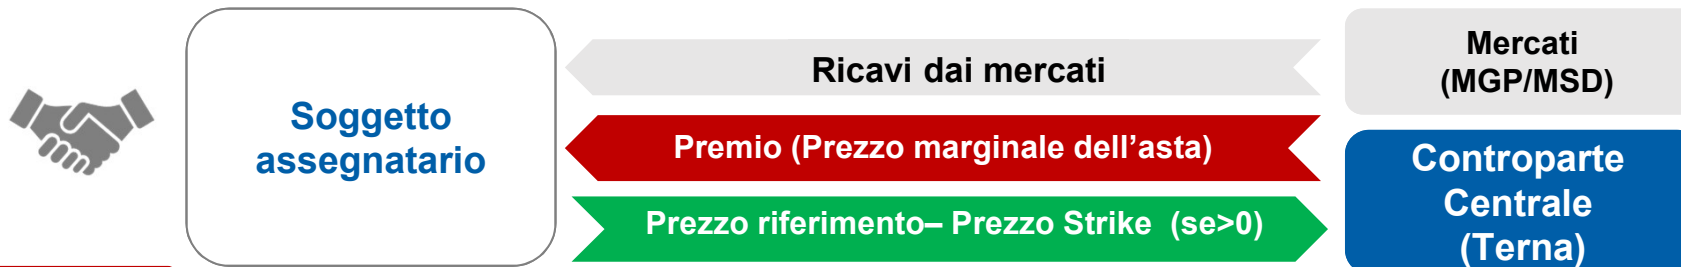 Soggetto
assegnatario
Ricavi dai mercati
Premio (Prezzo marginale dell’asta)
Prezzo riferimento– Prezzo Strike  (se>0)
Mercati
(MGP/MSD)
Controparte
Centrale
(Terna)